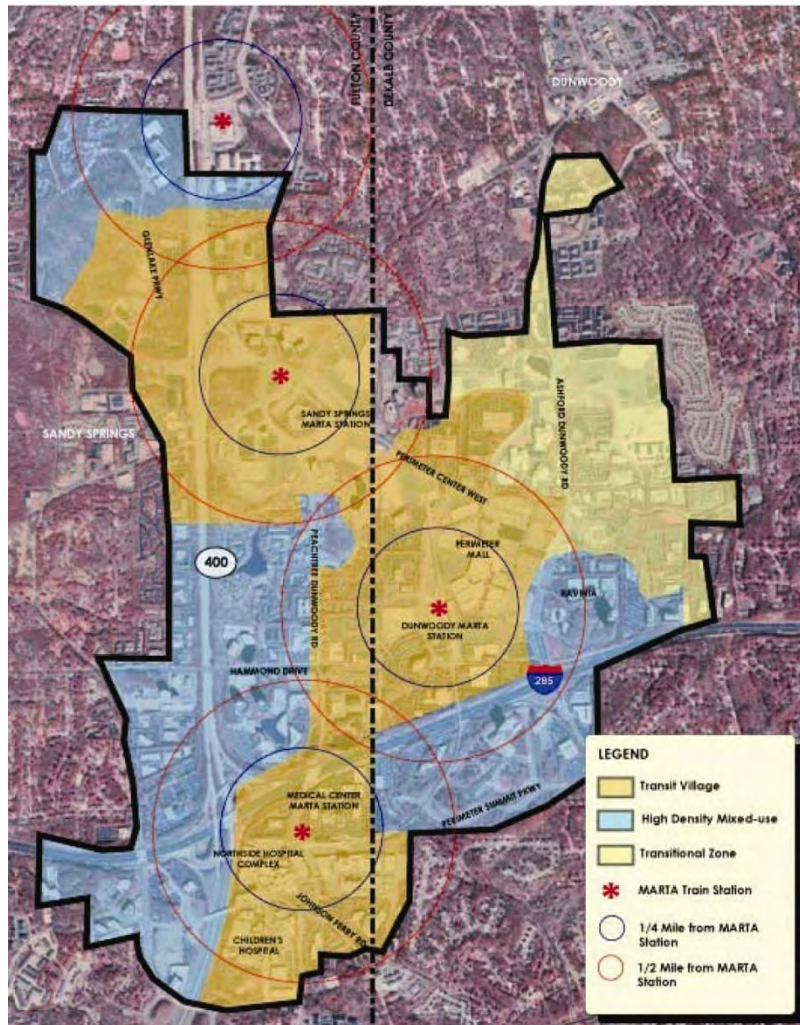 FULTON COUNTY
DEKALB COUNTY
DUNWOODY
GLENLAKE PKWY
SANDY SPRINGS
MARTA STATION
SANDY SPRINGS
ASHFORD DUNWOODY RD
PERIMETER CENTER WEST
PERIMETER
MALL
400
PEACHTREE DUNWOODY RD
RAVINIA
DUNWOODY MARTA
STATION
HAMMOND DRIVE
285
MEDICAL CENTER
MARTA STATION
PERIMETER SUMMIT PKWY
NORTHSIDE HOSPITAL
COMPLEX
JOHNSON FERRY RD
CHILDREN'S
HOSPITAL
LEGEND
Transit Village
High Density Mixed-use
Transitional Zone
MARTA Train Station
1/4 Mile from MARTA
Station
1/2 Mile from MARTA
Station